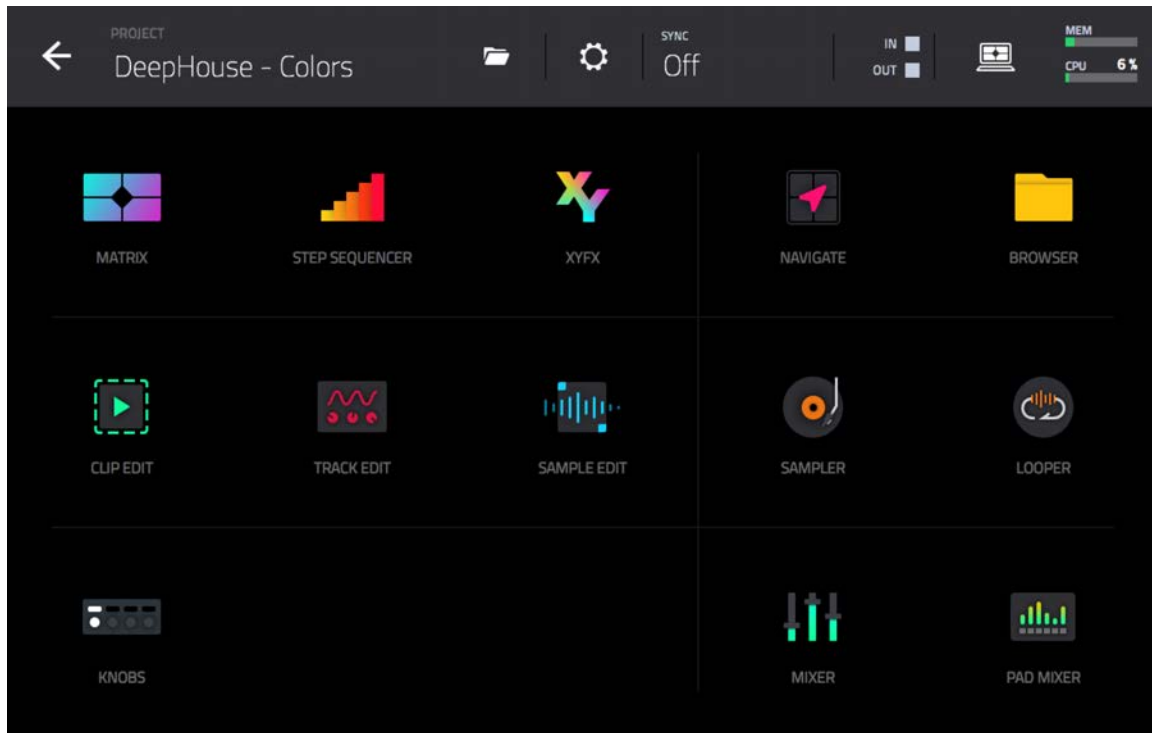 PROJECT
DeepHouse - Colors
SYNC
Off
IN
OUT
MEM
CPU 6%
MATRIX
STEP SEQUENCER
XYFX
NAVIGATE
BROWSER
CLIP EDIT
TRACK EDIT
SAMPLE EDIT
SAMPLER
LOOPER
KNOBS
MIXER
PAD MIXER